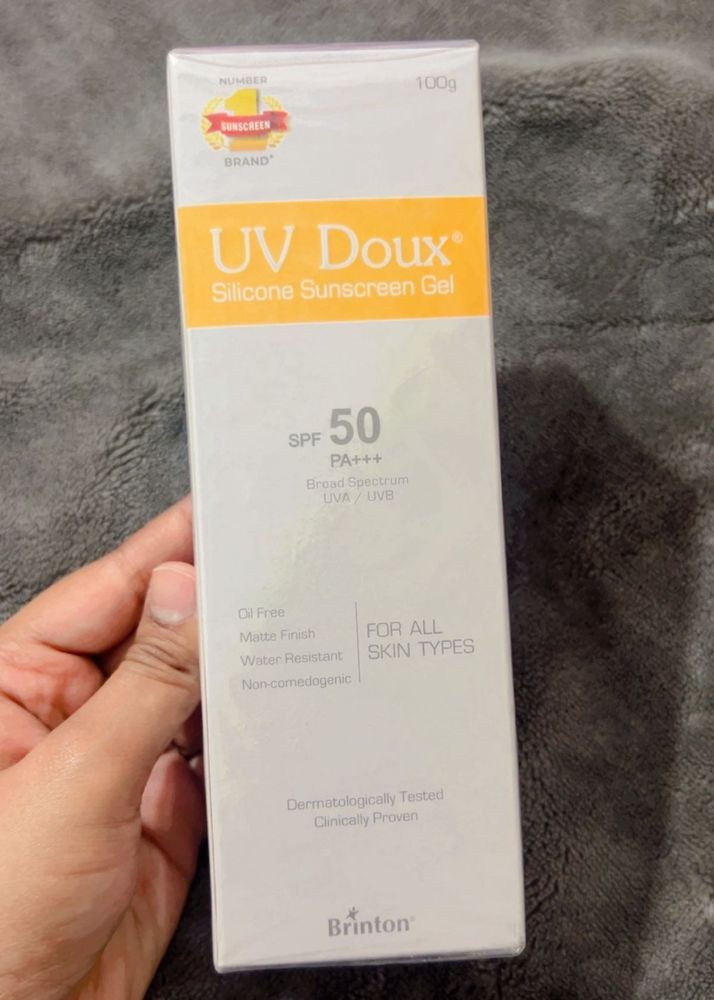 NUMBER
1
SUNSCREEN
BRAND*
100g
UV Doux®
Silicone Sunscreen Gel
SPF 50
PA+++
Broad Spectrum
UVA / UVB
Oil Free
Matte Finish
Water Resistant
Non-comedogenic
FOR ALL
SKIN TYPES
Dermatologically Tested
Clinically Proven
Brinton®